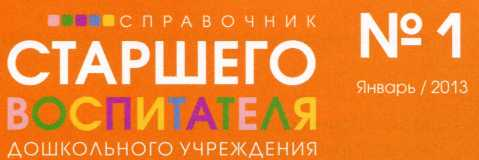 СПРАВОЧНИК
СТАРШЕГО
ВОСПИТАТЕЛЯ
ДОШКОЛЬНОГО УЧРЕЖДЕНИЯ
№ 1
Январь / 2013